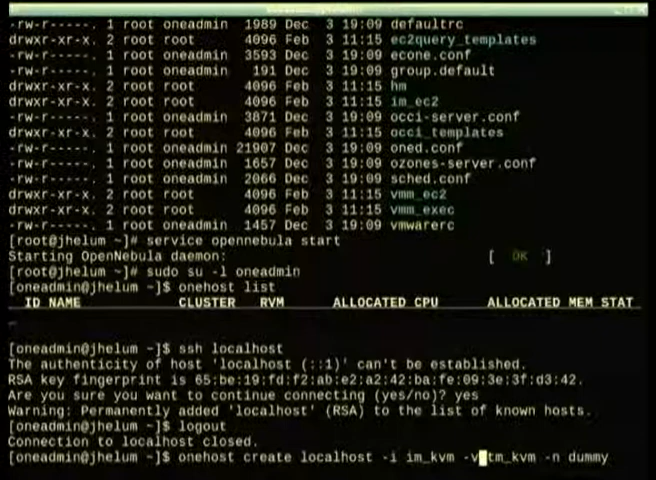 -rw-r-----. 1 root oneadmin  1989 Dec  3 19:09 defaultrc
drwxr-xr-x. 2 root root      4096 Feb  3 11:15 ec2query_templates
-rw-r-----. 1 root oneadmin  3593 Dec  3 19:09 econe.conf
-rw-r-----. 1 root oneadmin   191 Dec  3 19:09 group.default
drwxr-xr-x. 2 root root      4096 Feb  3 11:15 hm
drwxr-xr-x. 2 root root      4096 Feb  3 11:15 im_ec2
-rw-r-----. 1 root oneadmin  3871 Dec  3 19:09 occi-server.conf
drwxr-xr-x. 2 root root      4096 Feb  3 11:15 occi_templates
-rw-r-----. 1 root oneadmin 21907 Dec  3 19:09 oned.conf
-rw-r-----. 1 root oneadmin  1657 Dec  3 19:09 ozones-server.conf
-rw-r-----. 1 root oneadmin  2066 Dec  3 19:09 sched.conf
drwxr-xr-x. 2 root root      4096 Feb  3 11:15 vmm_ec2
drwxr-xr-x. 2 root root      4096 Feb  3 11:15 vmm_exec
-rw-r-----. 1 root oneadmin  1457 Dec  3 19:09 vmwarerc
[root@jhelum ~]# service opennebula start
Starting OpenNebula daemon: [ OK ]
[root@jhelum ~]# sudo su -l oneadmin
[oneadmin@jhelum ~]$ onehost list
ID NAME CLUSTER RVM ALLOCATED CPU ALLOCATED MEM STAT
[oneadmin@jhelum ~]$ ssh localhost
The authenticity of host 'localhost (::1)' can't be established.
RSA key fingerprint is 65:be:19:fd:f2:ab:e2:a2:42:ba:fe:09:3e:3f:d3:42.
Are you sure you want to continue connecting (yes/no)? yes
Warning: Permanently added 'localhost' (RSA) to the list of known hosts.
[oneadmin@jhelum ~]$ logout
Connection to localhost closed.
[oneadmin@jhelum ~]$ onehost create localhost -i im_kvm -v tm_kvm -n dummy